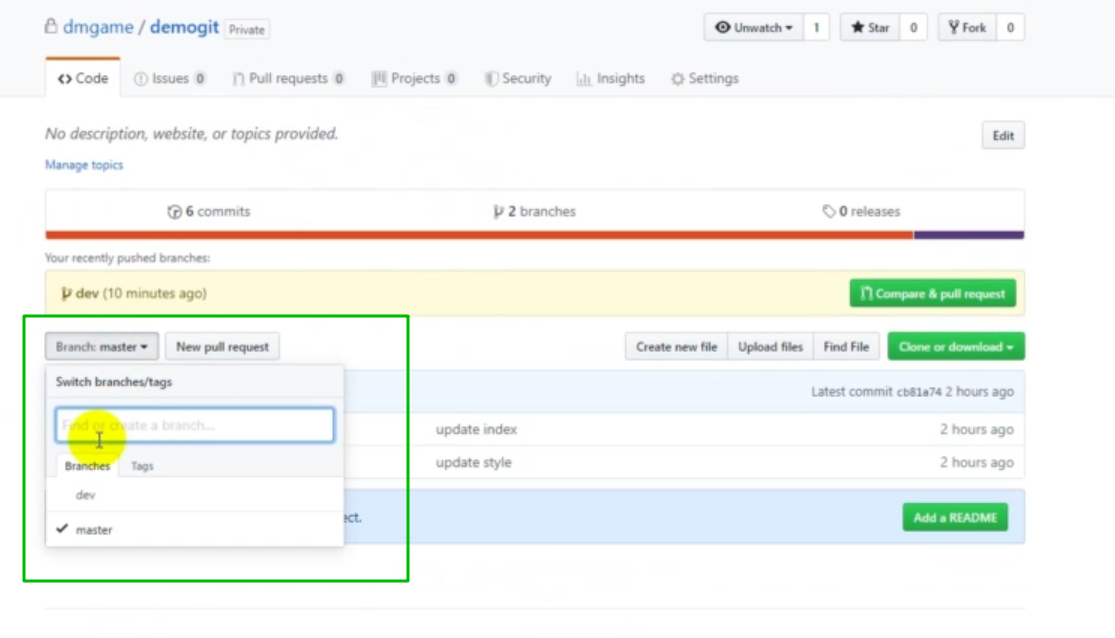 dmgame / demogit Private Unwatch 1 Star 0 Fork 0
Code Issues 0 Pull requests 0 Projects 0 Security Insights Settings
No description, website, or topics provided. Edit
Manage topics
6 commits 2 branches 0 releases
Your recently pushed branches:
dev (10 minutes ago) Compare & pull request
Branch: master New pull request Create new file Upload files Find File Clone or download
Switch branches/tags
Latest commit cb81a74 2 hours ago
Find or create a branch...
update index 2 hours ago
Branches Tags
update style 2 hours ago
dev
ect. Add a README
master